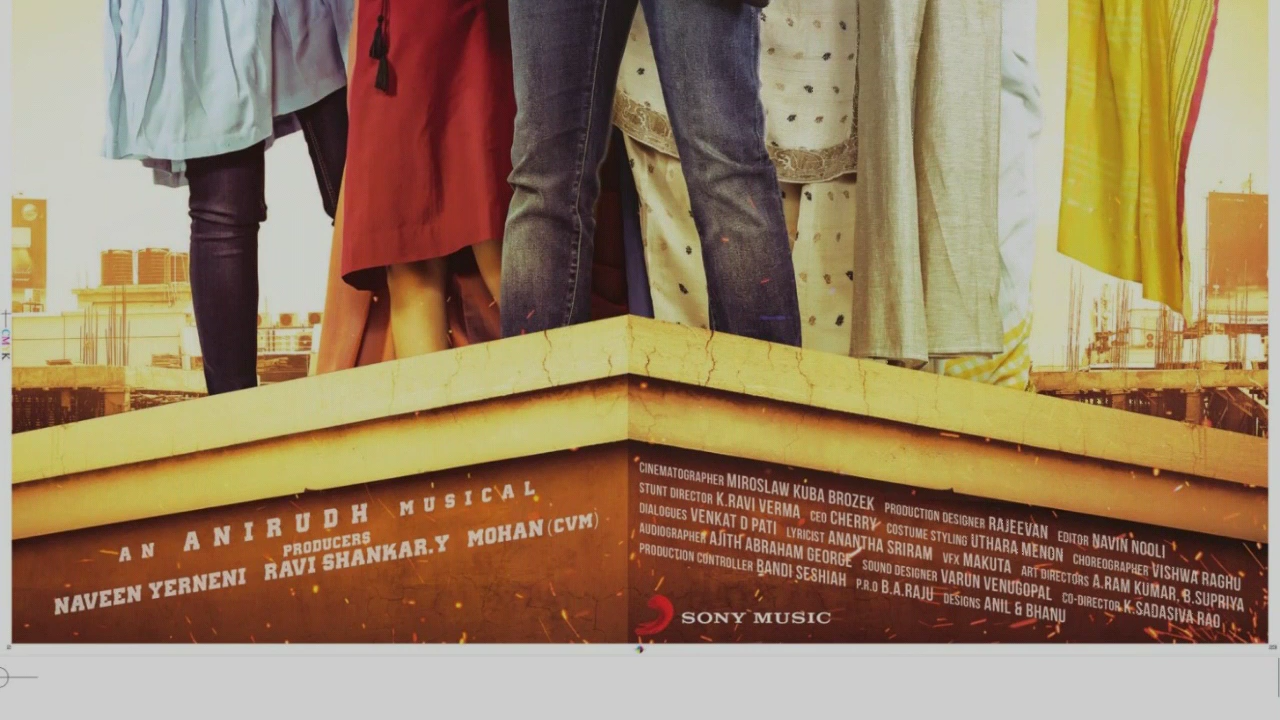 AN ANIRUDH MUSICAL
PRODUCERS
NAVEEN YERNENI RAVI SHANKAR.Y MOHAN(CVM)
CINEMATOGRAPHER MIROSLAW KUBA BROZEK PRODUCTION DESIGNER RAJEEVAN EDITOR NAVIN NOOLI
STUNT DIRECTOR K.RAVI VERMA CEO CHERRY COSTUME STYLING UTHARA MENON CHOREOGRAPHER VISHWA RAGHU
DIALOGUES VENKAT D PATI LYRICIST ANANTHA SRIRAM VFX MAKUTA ART DIRECTORS A.RAM KUMAR, B.SUPRIYA
AUDIOGRAPHER AJITH ABRAHAM GEORGE SOUND DESIGNER VARUN VENUGOPAL CO-DIRECTOR K.SADASIVA RAO
PRODUCTION CONTROLLER BANDI SESHIAH P.R.O B.A.RAJU DESIGNS ANIL & BHANU
SONY MUSIC
CMK